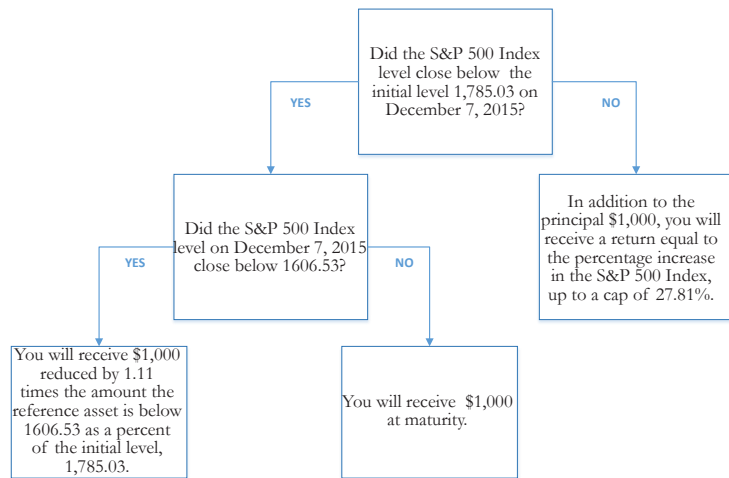 Did the S&P 500 Index
level close below the
initial level 1,785.03 on
December 7, 2015?
YES
NO
Did the S&P 500 Index
level on December 7, 2015
close below 1606.53?
In addition to the
principal $1,000, you will
receive a return equal to
the percentage increase
in the S&P 500 Index,
up to a cap of 27.81%.
YES
NO
You will receive $1,000
reduced by 1.11
times the amount the
reference asset is below
1606.53 as a percent
of the initial level,
1,785.03.
You will receive $1,000
at maturity.